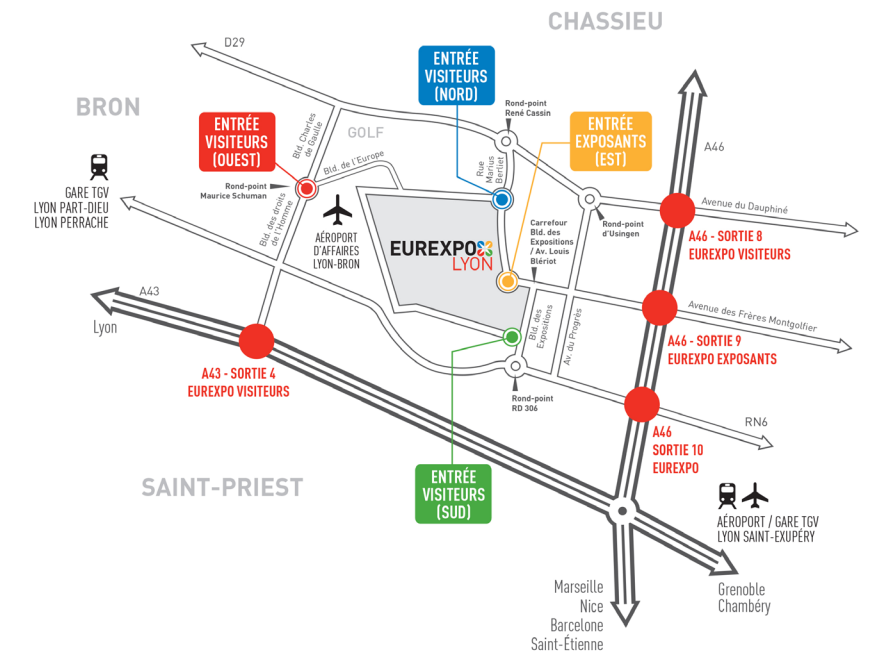 CHASSIEU
D29
ENTRÉE
VISITEURS
(NORD)
BRON
Rond-point
René Cassin
ENTRÉE
VISITEURS
(OUEST)
Bld. Charles
de Gaulle
GOLF
ENTRÉE
EXPOSANTS
(EST)
A46
Bld. de l'Europe
Rue
Marius
Berliet
GARE TGV
LYON PART-DIEU
LYON PERRACHE
Rond-point
Maurice Schuman
Bld. des droits
de l'Homme
Avenue du Dauphiné
AÉROPORT
D'AFFAIRES
LYON-BRON
EUREXPO
LYON
Carrefour
Bld. des
Expositions
/ Av. Louis
Blériot
Rond-point
d'Usingen
A46 - SORTIE 8
EUREXPO VISITEURS
A43
Lyon
Bld. des
Expositions
Av. du Progrès
Avenue des Frères Montgolfier
A46 - SORTIE 9
EUREXPO EXPOSANTS
A43 - SORTIE 4
EUREXPO VISITEURS
Rond-point
RD 306
RN6
A46
SORTIE 10
EUREXPO
SAINT-PRIEST
ENTRÉE
VISITEURS
(SUD)
AÉROPORT / GARE TGV
LYON SAINT-EXUPÉRY
Marseille
Nice
Barcelone
Saint-Étienne
Grenoble
Chambéry